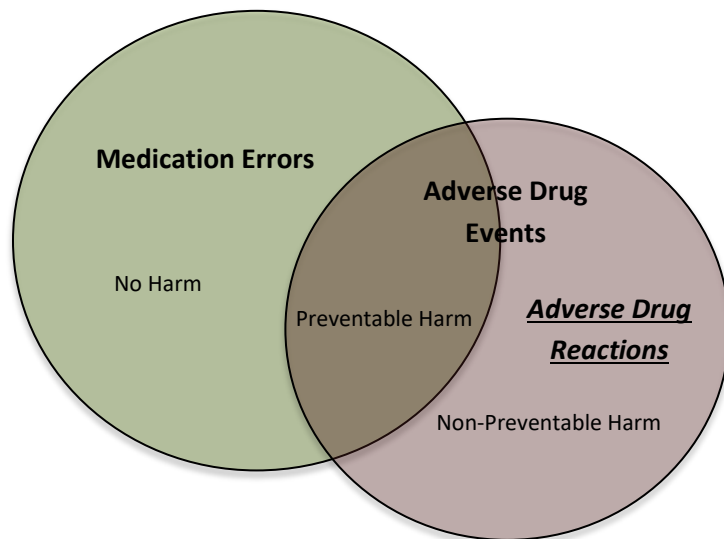 Medication Errors
Adverse Drug
Events
No Harm
Preventable Harm
Adverse Drug
Reactions
Non-Preventable Harm